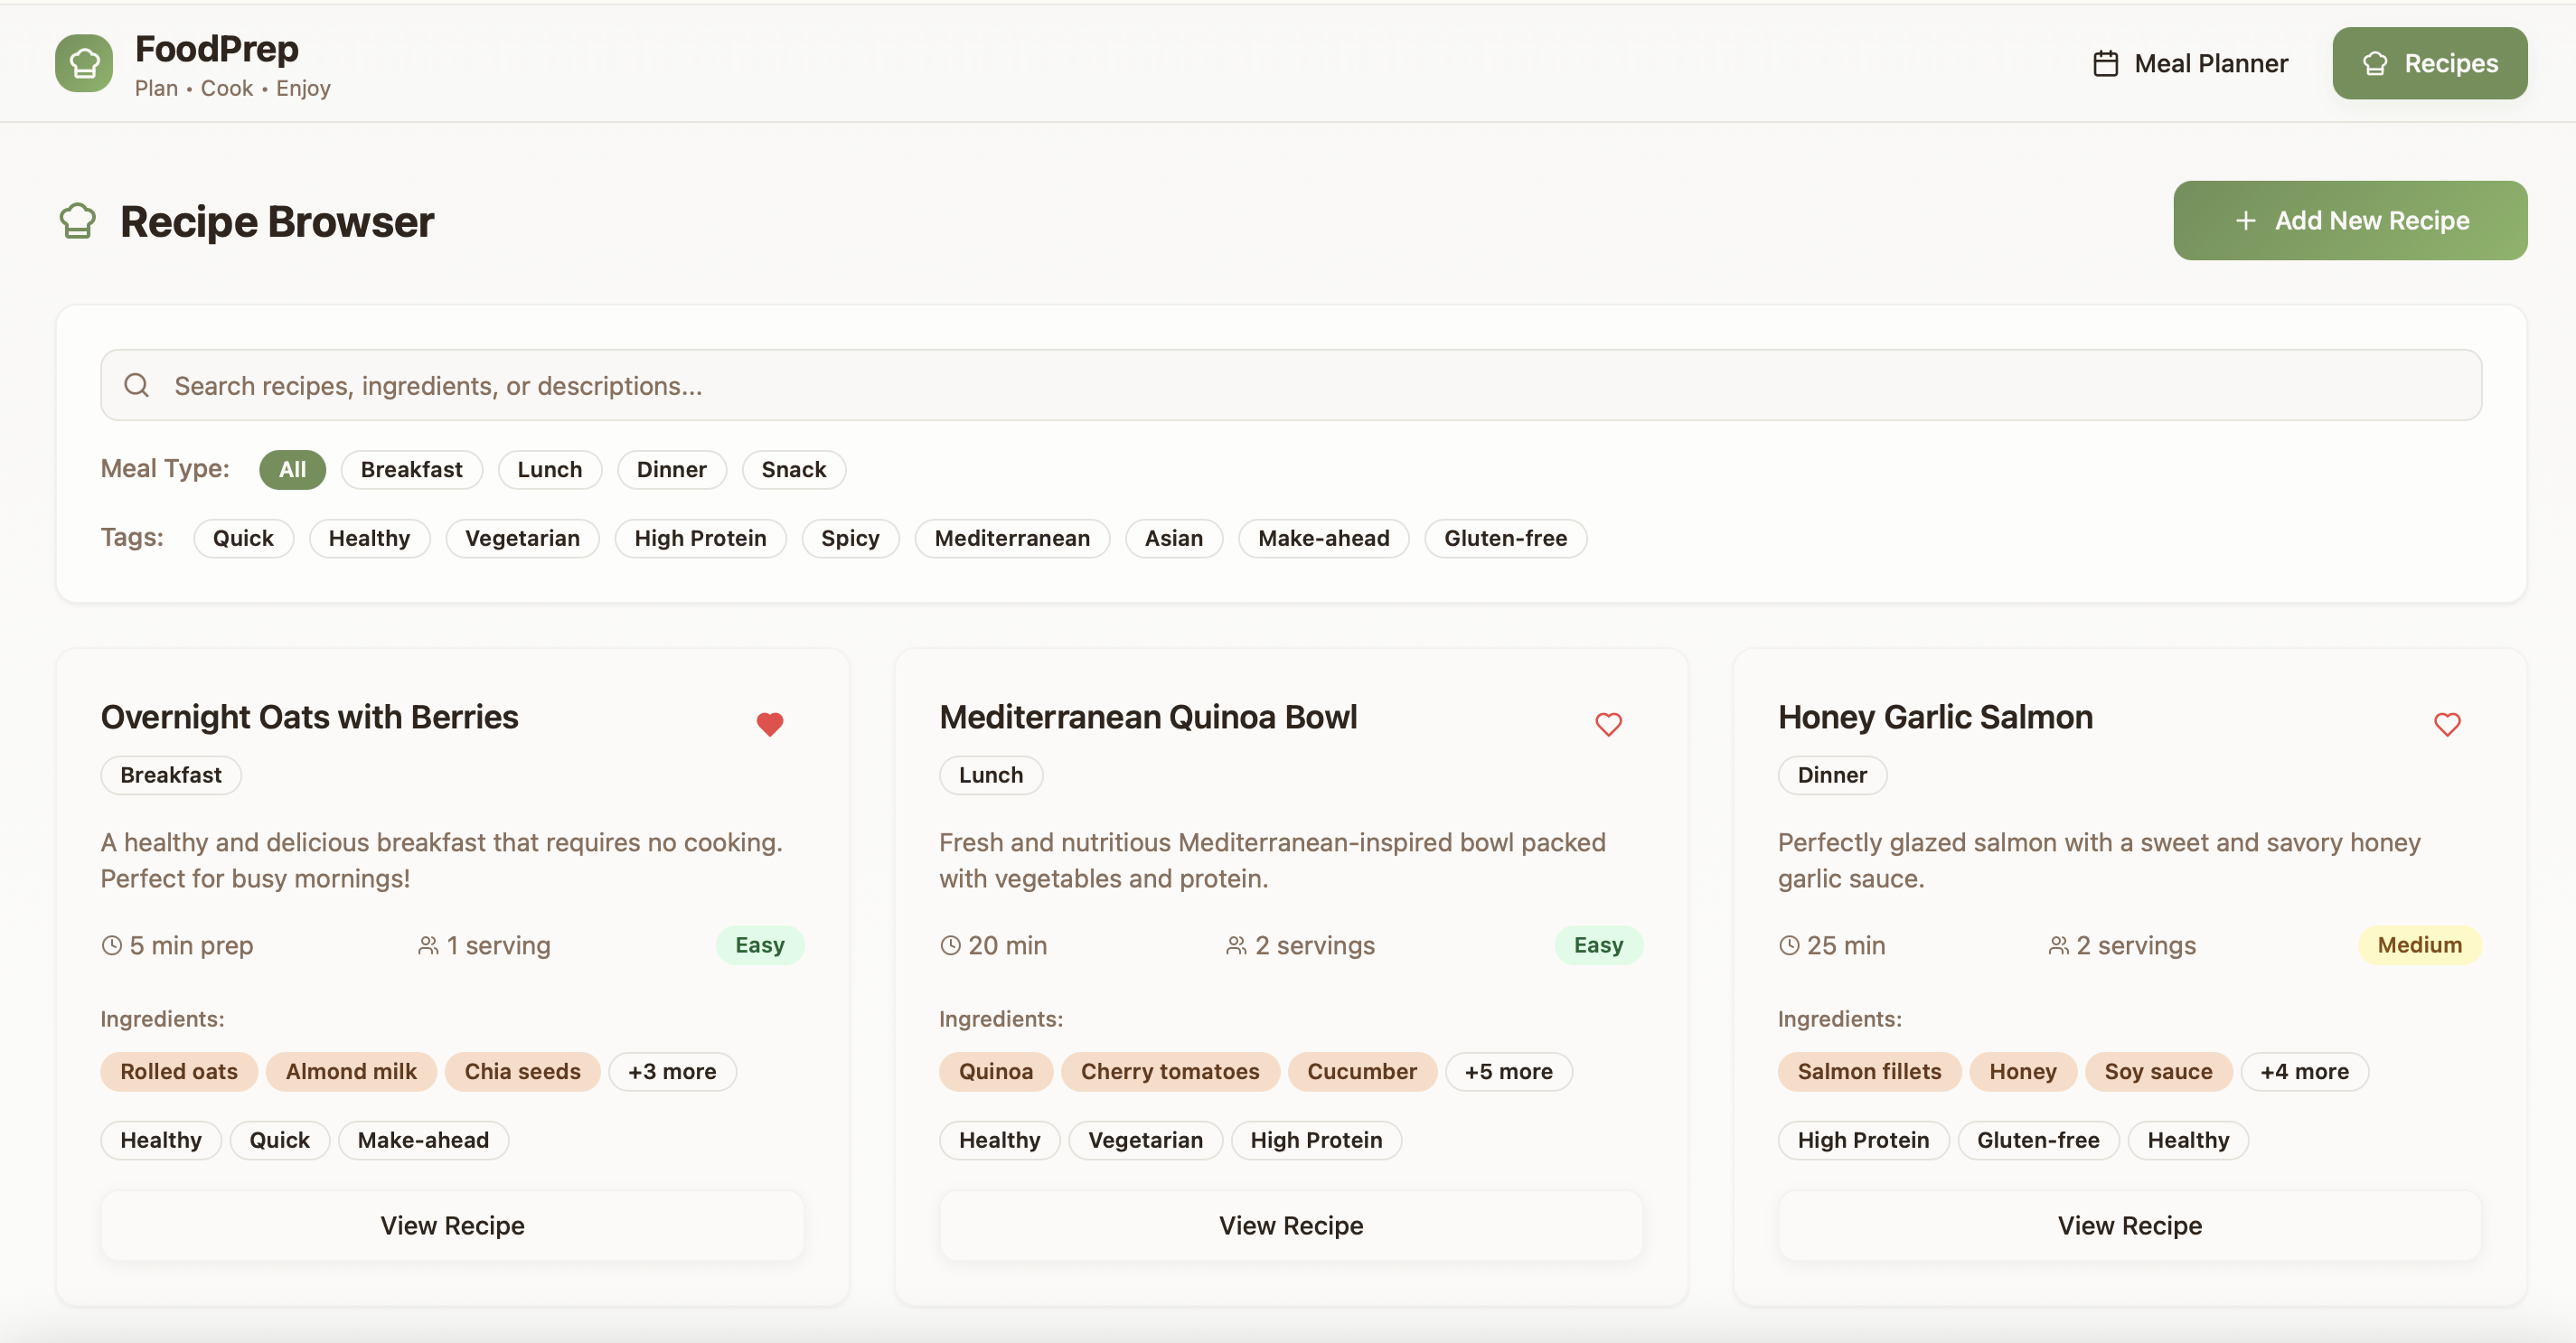 FoodPrep
Plan • Cook • Enjoy
Meal Planner
Recipes
Recipe Browser
+ Add New Recipe
Search recipes, ingredients, or descriptions...
Meal Type: All Breakfast Lunch Dinner Snack
Tags: Quick Healthy Vegetarian High Protein Spicy Mediterranean Asian Make-ahead Gluten-free
Overnight Oats with Berries
Breakfast
A healthy and delicious breakfast that requires no cooking.
Perfect for busy mornings!
5 min prep 1 serving Easy
Ingredients:
Rolled oats Almond milk Chia seeds +3 more
Healthy Quick Make-ahead
View Recipe
Mediterranean Quinoa Bowl
Lunch
Fresh and nutritious Mediterranean-inspired bowl packed
with vegetables and protein.
20 min 2 servings Easy
Ingredients:
Quinoa Cherry tomatoes Cucumber +5 more
Healthy Vegetarian High Protein
View Recipe
Honey Garlic Salmon
Dinner
Perfectly glazed salmon with a sweet and savory honey
garlic sauce.
25 min 2 servings Medium
Ingredients:
Salmon fillets Honey Soy sauce +4 more
High Protein Gluten-free Healthy
View Recipe